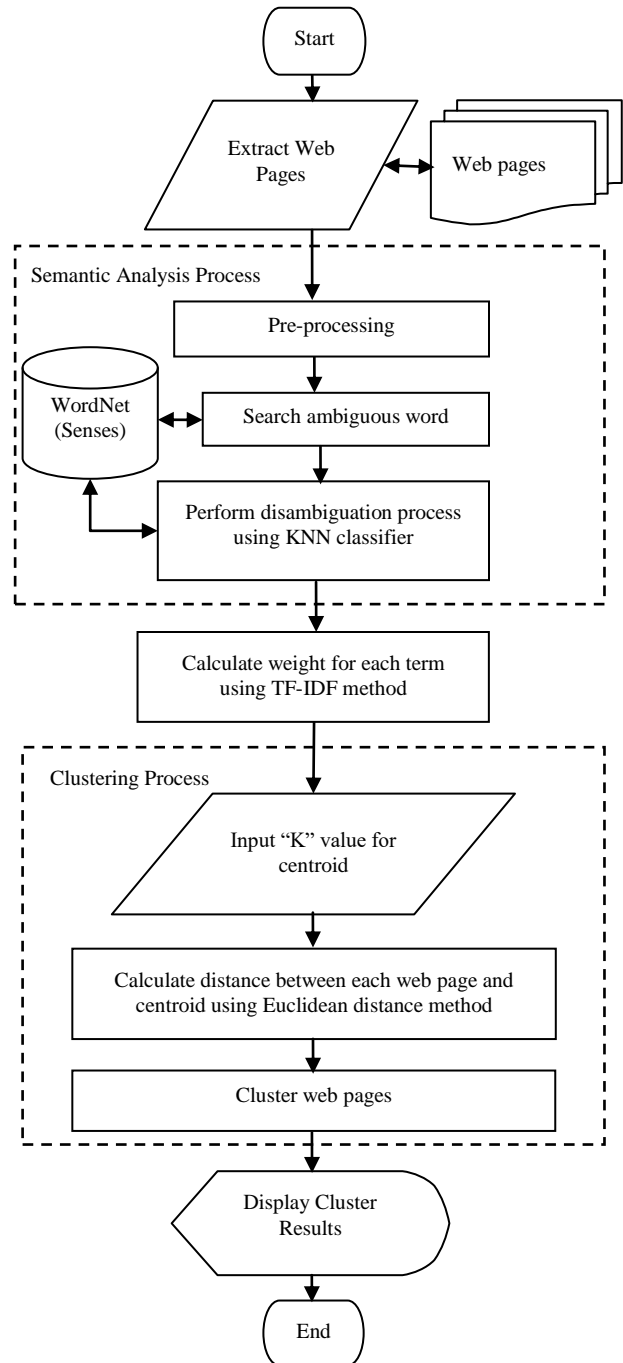 Start
Extract Web
Pages
Web pages
Semantic Analysis Process
Pre-processing
WordNet
(Senses)
Search ambiguous word
Perform disambiguation process
using KNN classifier
Calculate weight for each term
using TF-IDF method
Clustering Process
Input “K” value for
centroid
Calculate distance between each web page and
centroid using Euclidean distance method
Cluster web pages
Display Cluster
Results
End